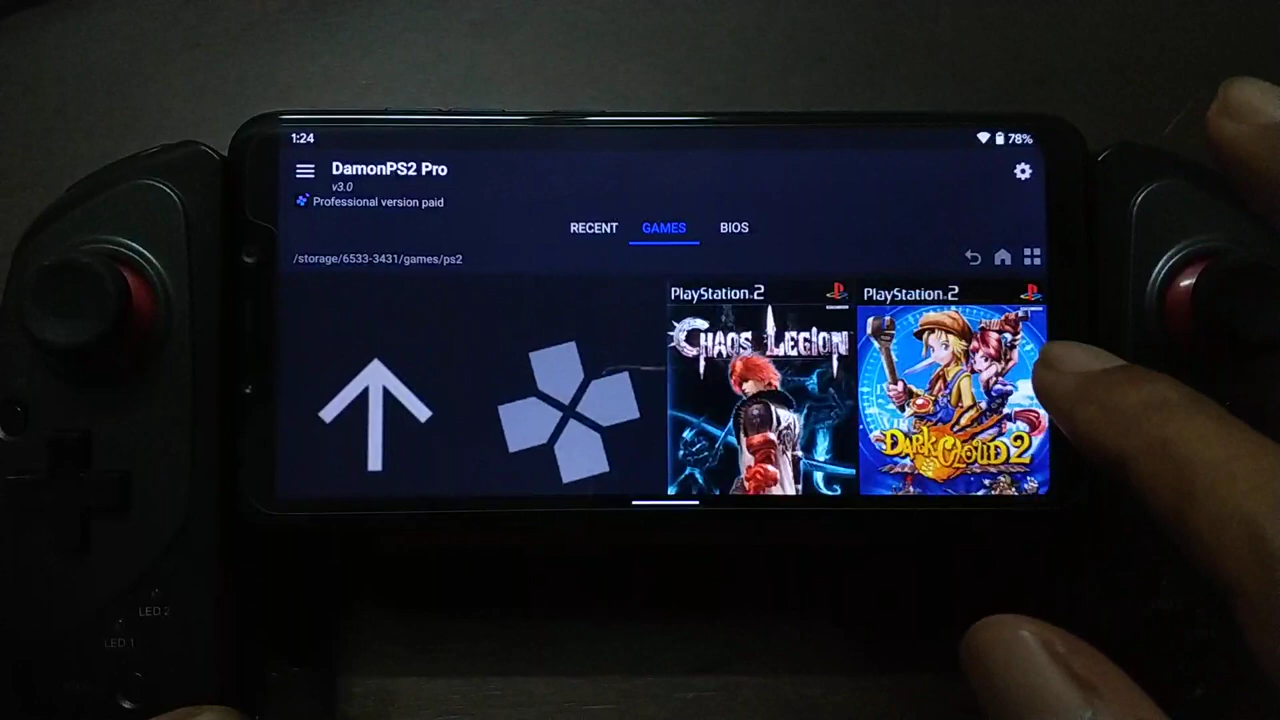 1:24
78%
DamonPS2 Pro
v3.0
Professional version paid
RECENT GAMES BIOS
/storage/6533-3431/games/ps2
PlayStation.2
CHAOS LEGION
PlayStation.2
DARK CLOUD 2
LED 2
LED 1